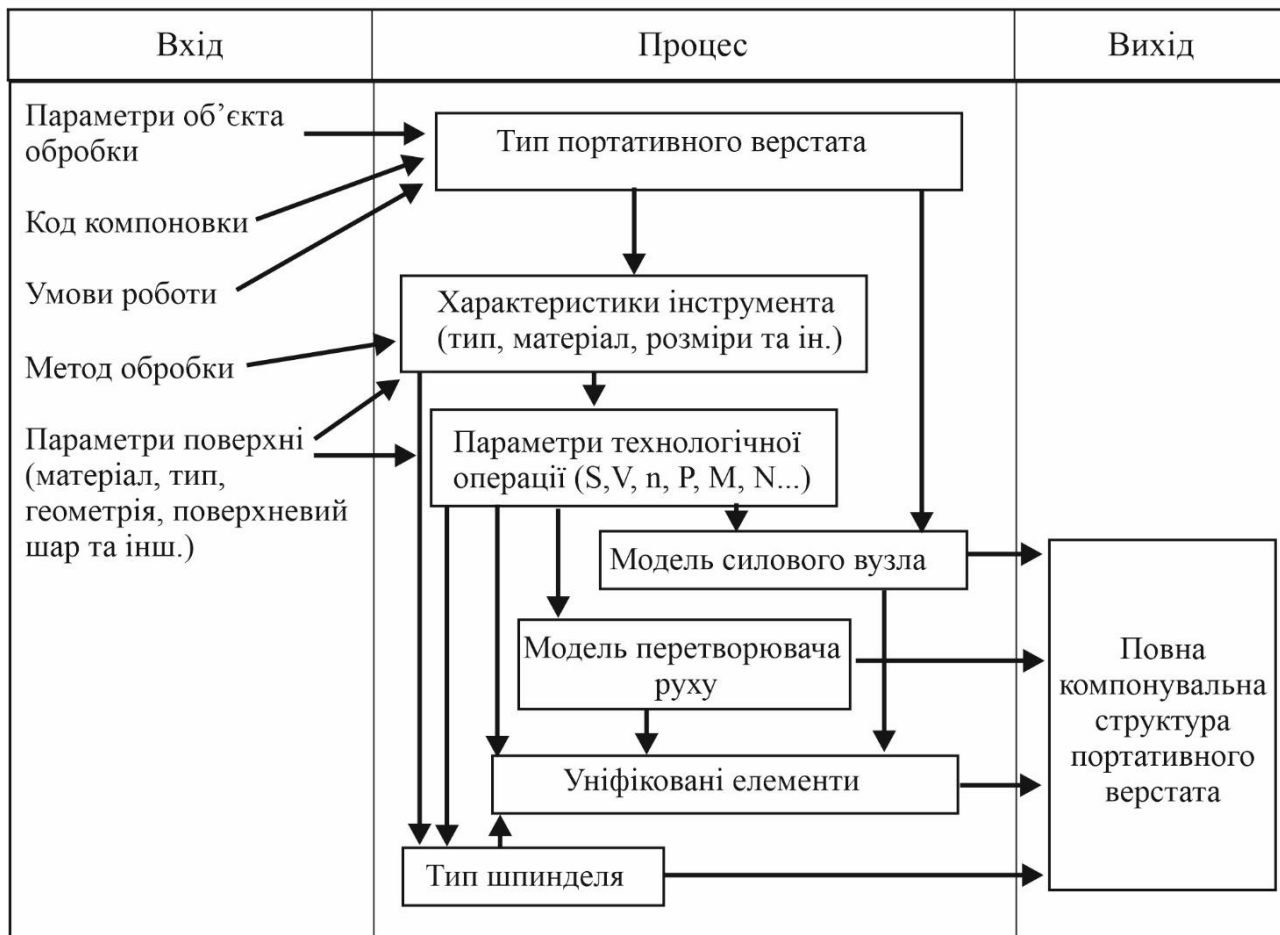 Вхід
Процес
Вихід
Параметри об’єкта
обробки
Код компоновки
Умови роботи
Метод обробки
Параметри поверхні
(матеріал, тип,
геометрія, поверхневий
шар та інш.)
Тип портативного верстата
Характеристики інструмента
(тип, матеріал, розміри та ін.)
Параметри технологічної
операції (S,V, n, P, M, N...)
Модель силового вузла
Модель перетворювача
руху
Уніфіковані елементи
Тип шпинделя
Повна
компонувальна
структура
портативного
верстата